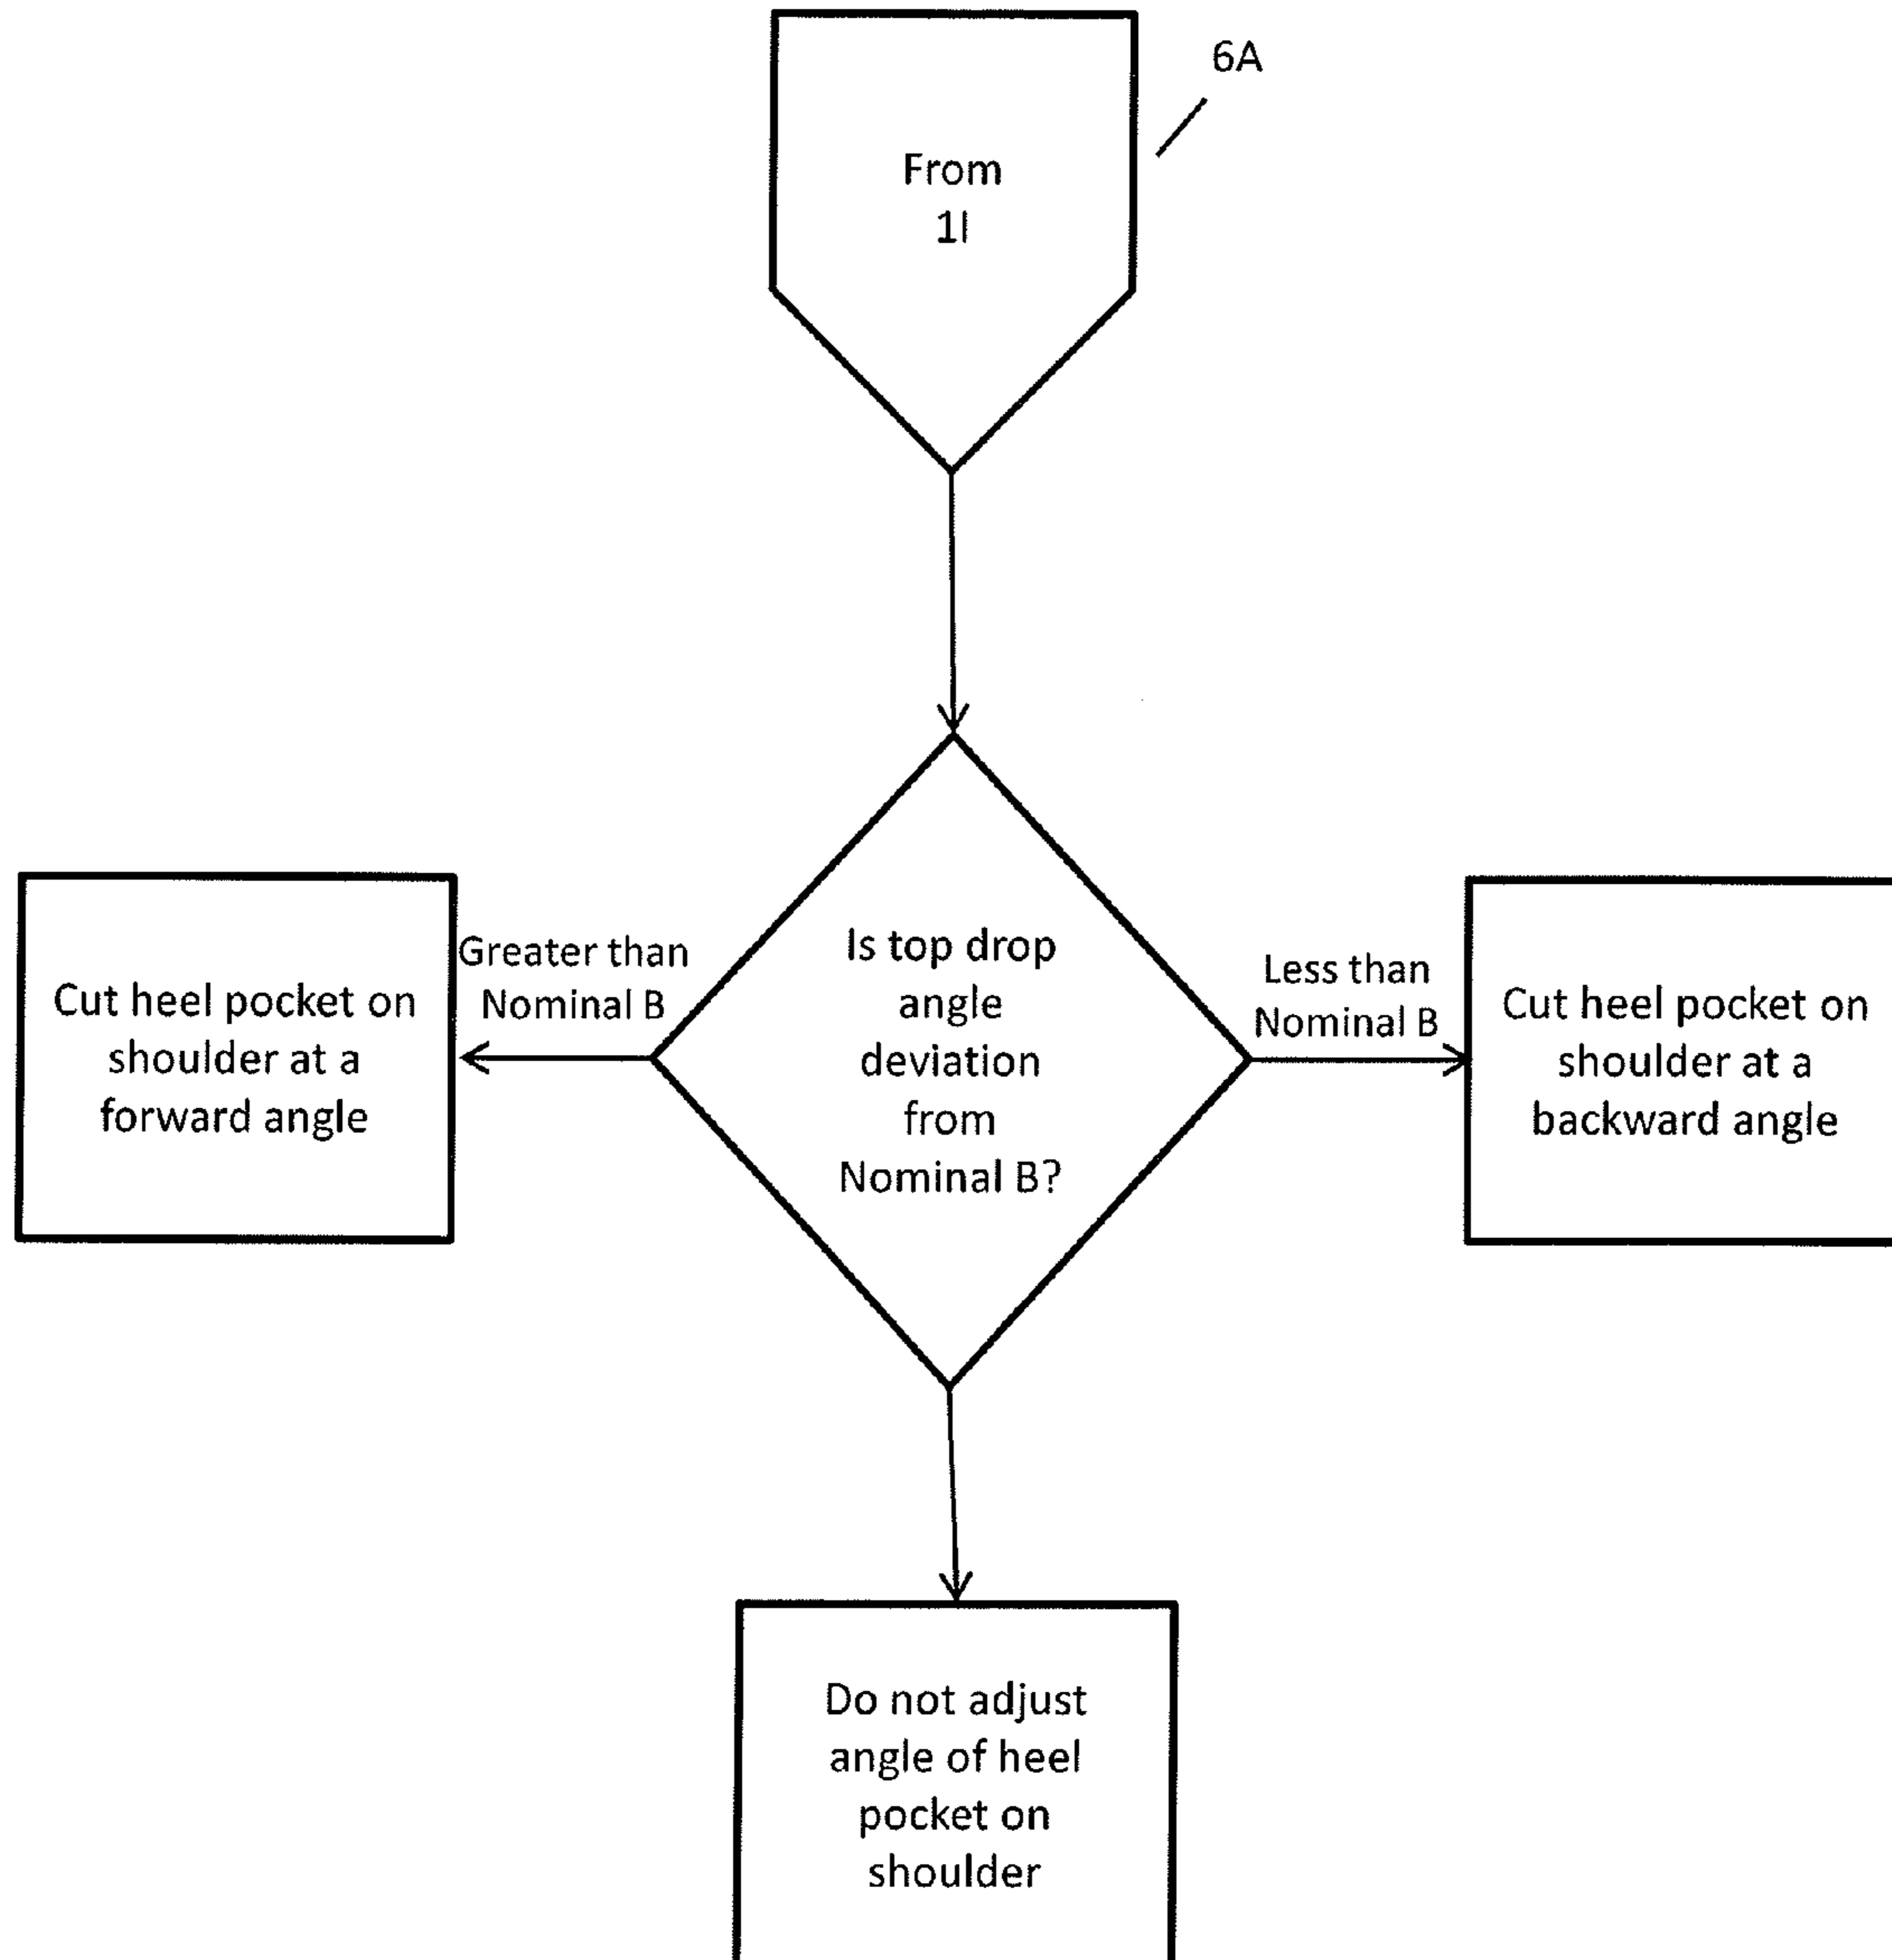 6A
From
1I
Is top drop
angle
deviation
from
Nominal B?
Greater than
Nominal B
Less than
Nominal B
Cut heel pocket on
shoulder at a
forward angle
Cut heel pocket on
shoulder at a
backward angle
Do not adjust
angle of heel
pocket on
shoulder